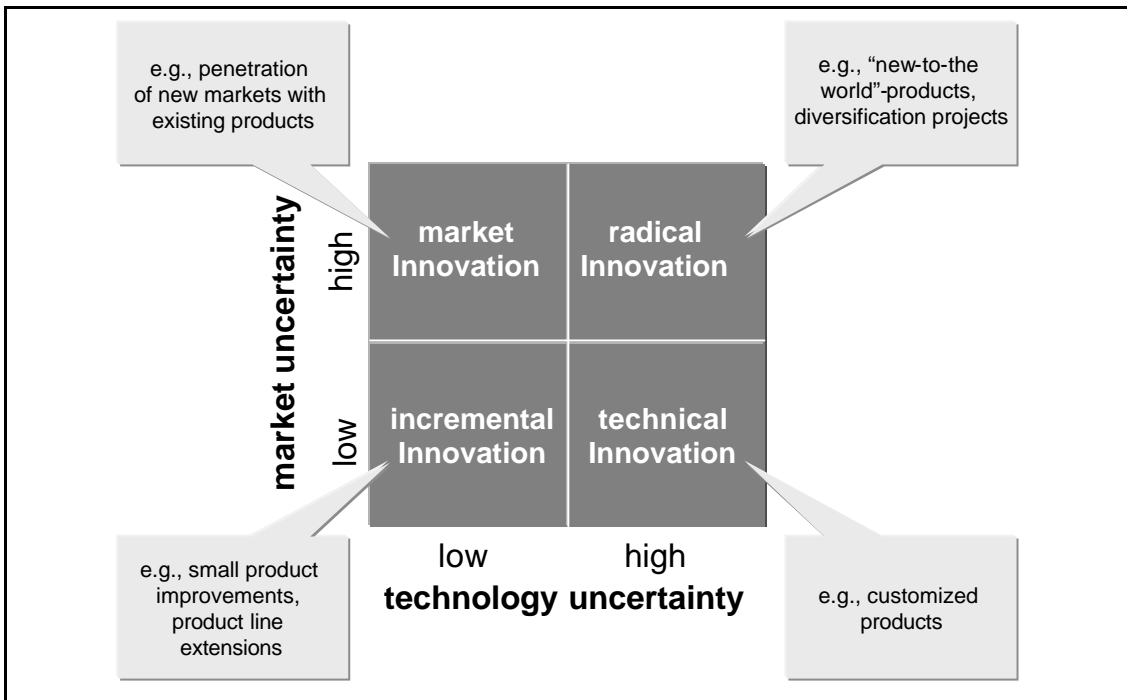 e.g., penetration
of new markets with
existing products
e.g., “new-to-the
world”-products,
diversification projects
market uncertainty
high
low
market
Innovation
radical
Innovation
incremental
Innovation
technical
Innovation
low
high
technology uncertainty
e.g., small product
improvements,
product line
extensions
e.g., customized
products